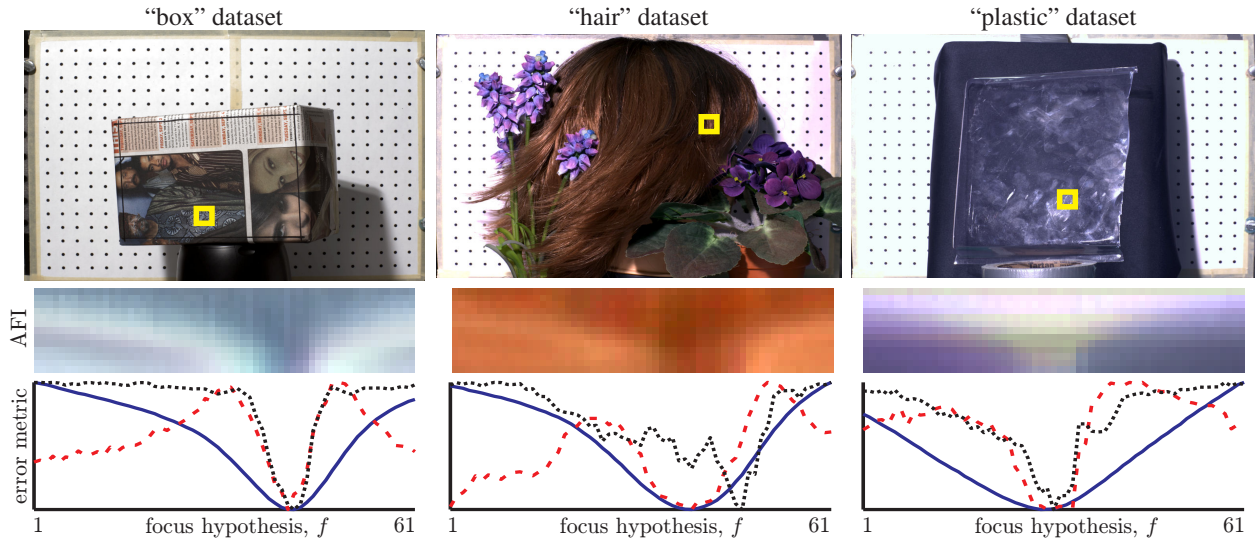 “box” dataset
“hair” dataset
“plastic” dataset
AFI
error metric
1 focus hypothesis, f 61
1 focus hypothesis, f 61
1 focus hypothesis, f 61